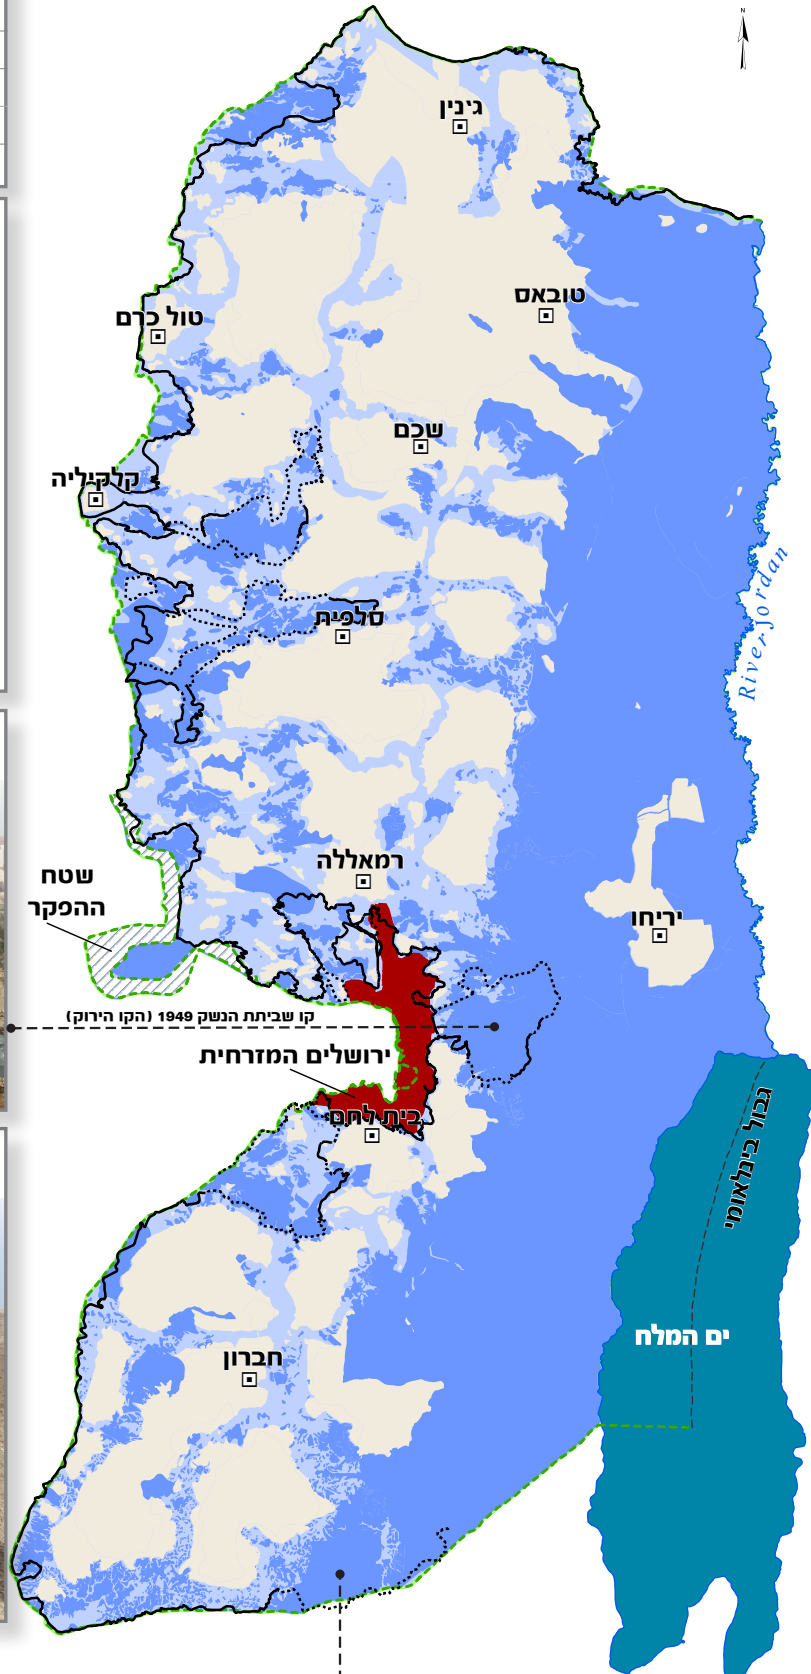 N
ג׳נין
טובאס
טול כרם
שכם
קלקיליה
River Jordan
סלפית
רמאללה
שטח
ההפקר
יריחו
קו שביתת הנשק 1949 (הקו הירוק)
ירושלים המזרחית
בית לחם
גבול בינלאומי
ים המלח
חברון